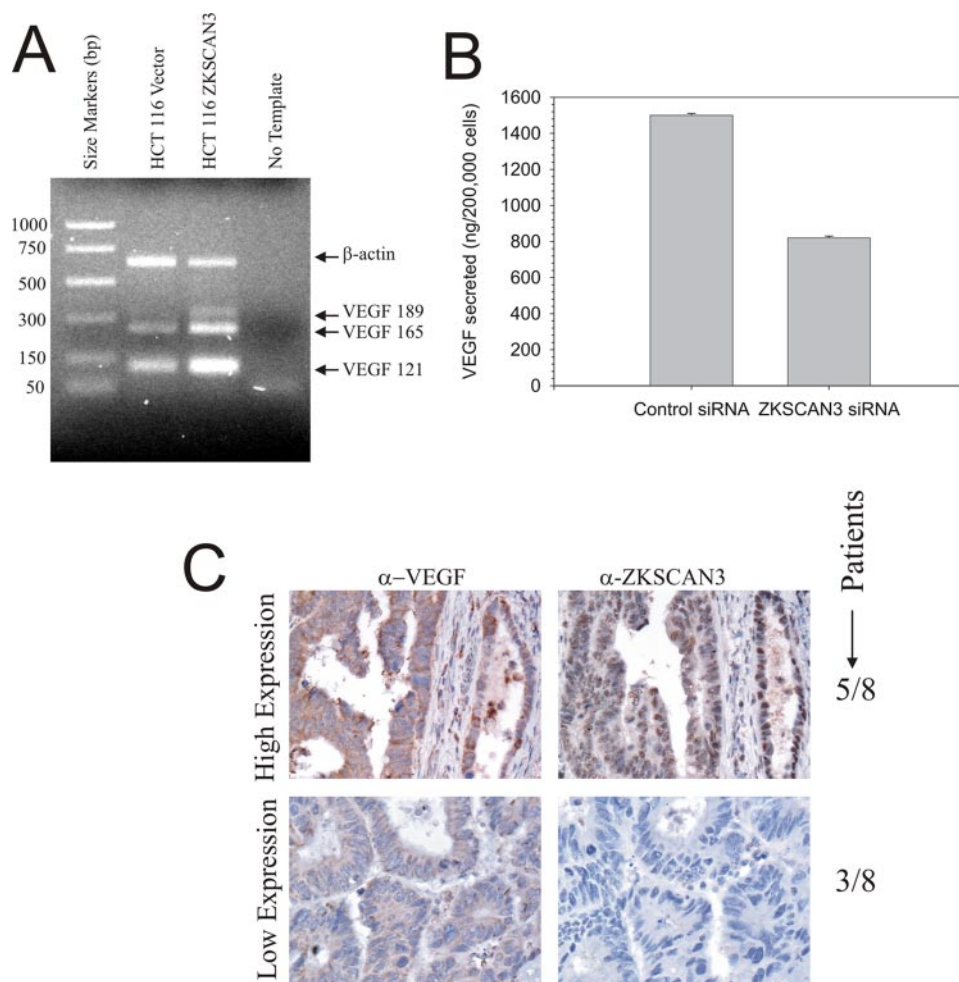 A
Size Markers (bp)
HCT 116 Vector
HCT 116 ZKSCAN3
No Template
1000
750
500
300
150
50
β-actin
VEGF 189
VEGF 165
VEGF 121
B
VEGF secreted (ng/200,000 cells)
1600
1400
1200
1000
800
600
400
200
0
Control siRNA
ZKSCAN3 siRNA
C
α–VEGF
α-ZKSCAN3
Patients
High Expression
5/8
Low Expression
3/8